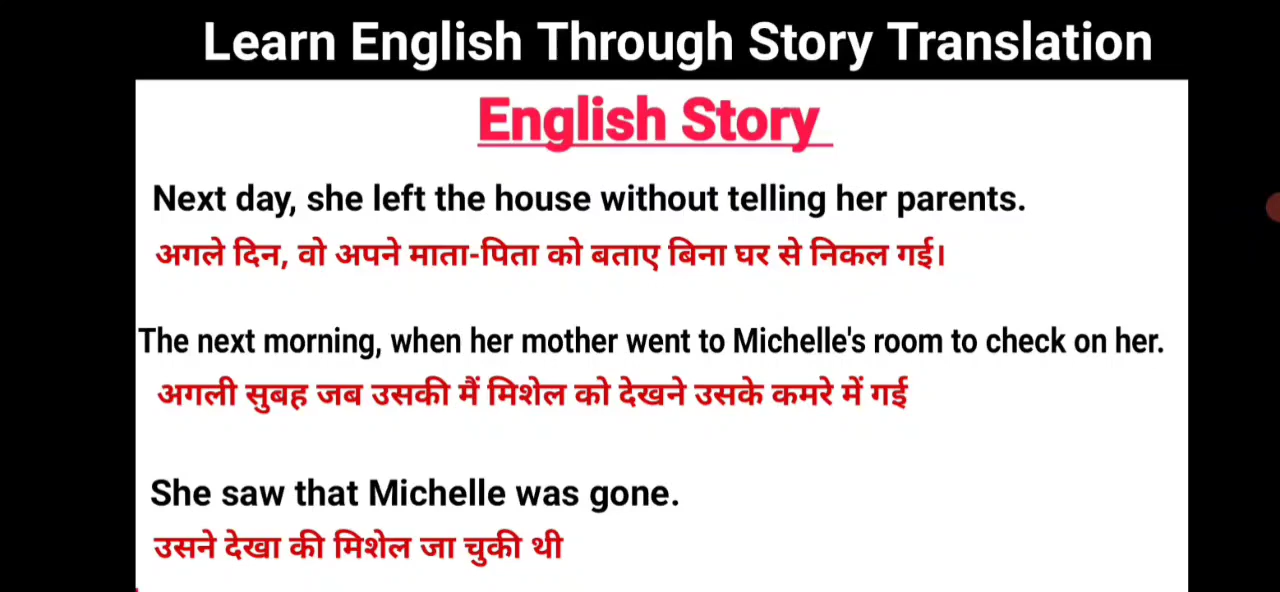 Learn English Through Story Translation
English Story
Next day, she left the house without telling her parents.
अगले दिन, वो अपने माता-पिता को बताए बिना घर से निकल गई।
The next morning, when her mother went to Michelle's room to check on her.
अगली सुबह जब उसकी मैं मिशेल को देखने उसके कमरे में गई
She saw that Michelle was gone.
उसने देखा की मिशेल जा चुकी थी